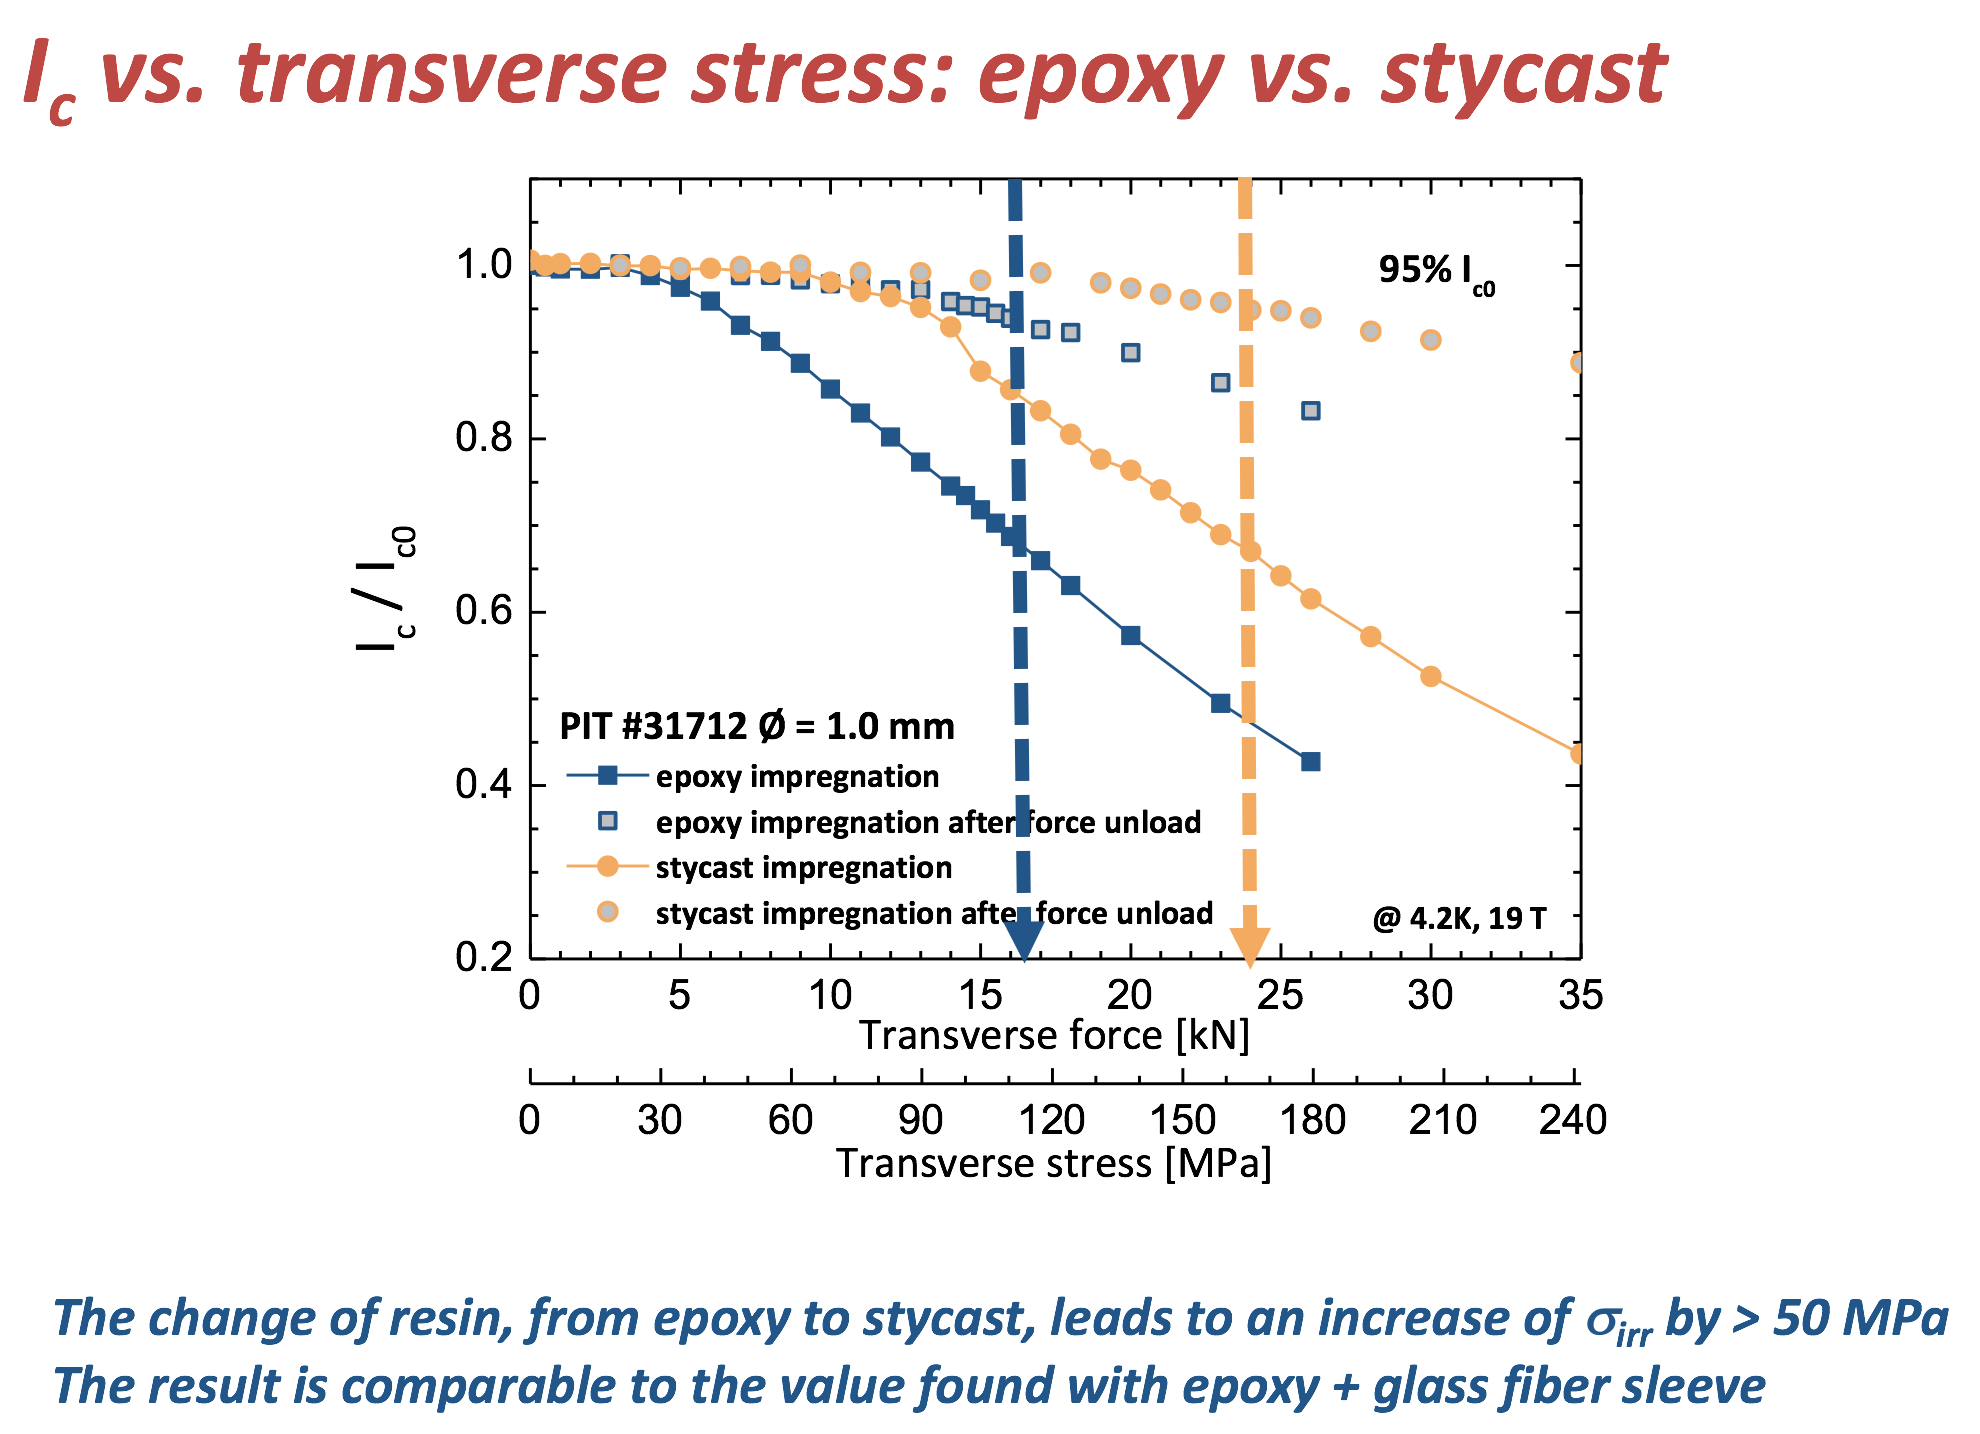 Ic vs. transverse stress: epoxy vs. stycast
1.0
0.8
0.6
0.4
0.2
Ic / Ic0
95% Ic0
PIT #31712 Ø = 1.0 mm
epoxy impregnation
epoxy impregnation after force unload
stycast impregnation
stycast impregnation after force unload
@ 4.2K, 19 T
0 5 10 15 20 25 30 35
Transverse force [kN]
0 30 60 90 120 150 180 210 240
Transverse stress [MPa]
The change of resin, from epoxy to stycast, leads to an increase of σirr by > 50 MPa
The result is comparable to the value found with epoxy + glass fiber sleeve